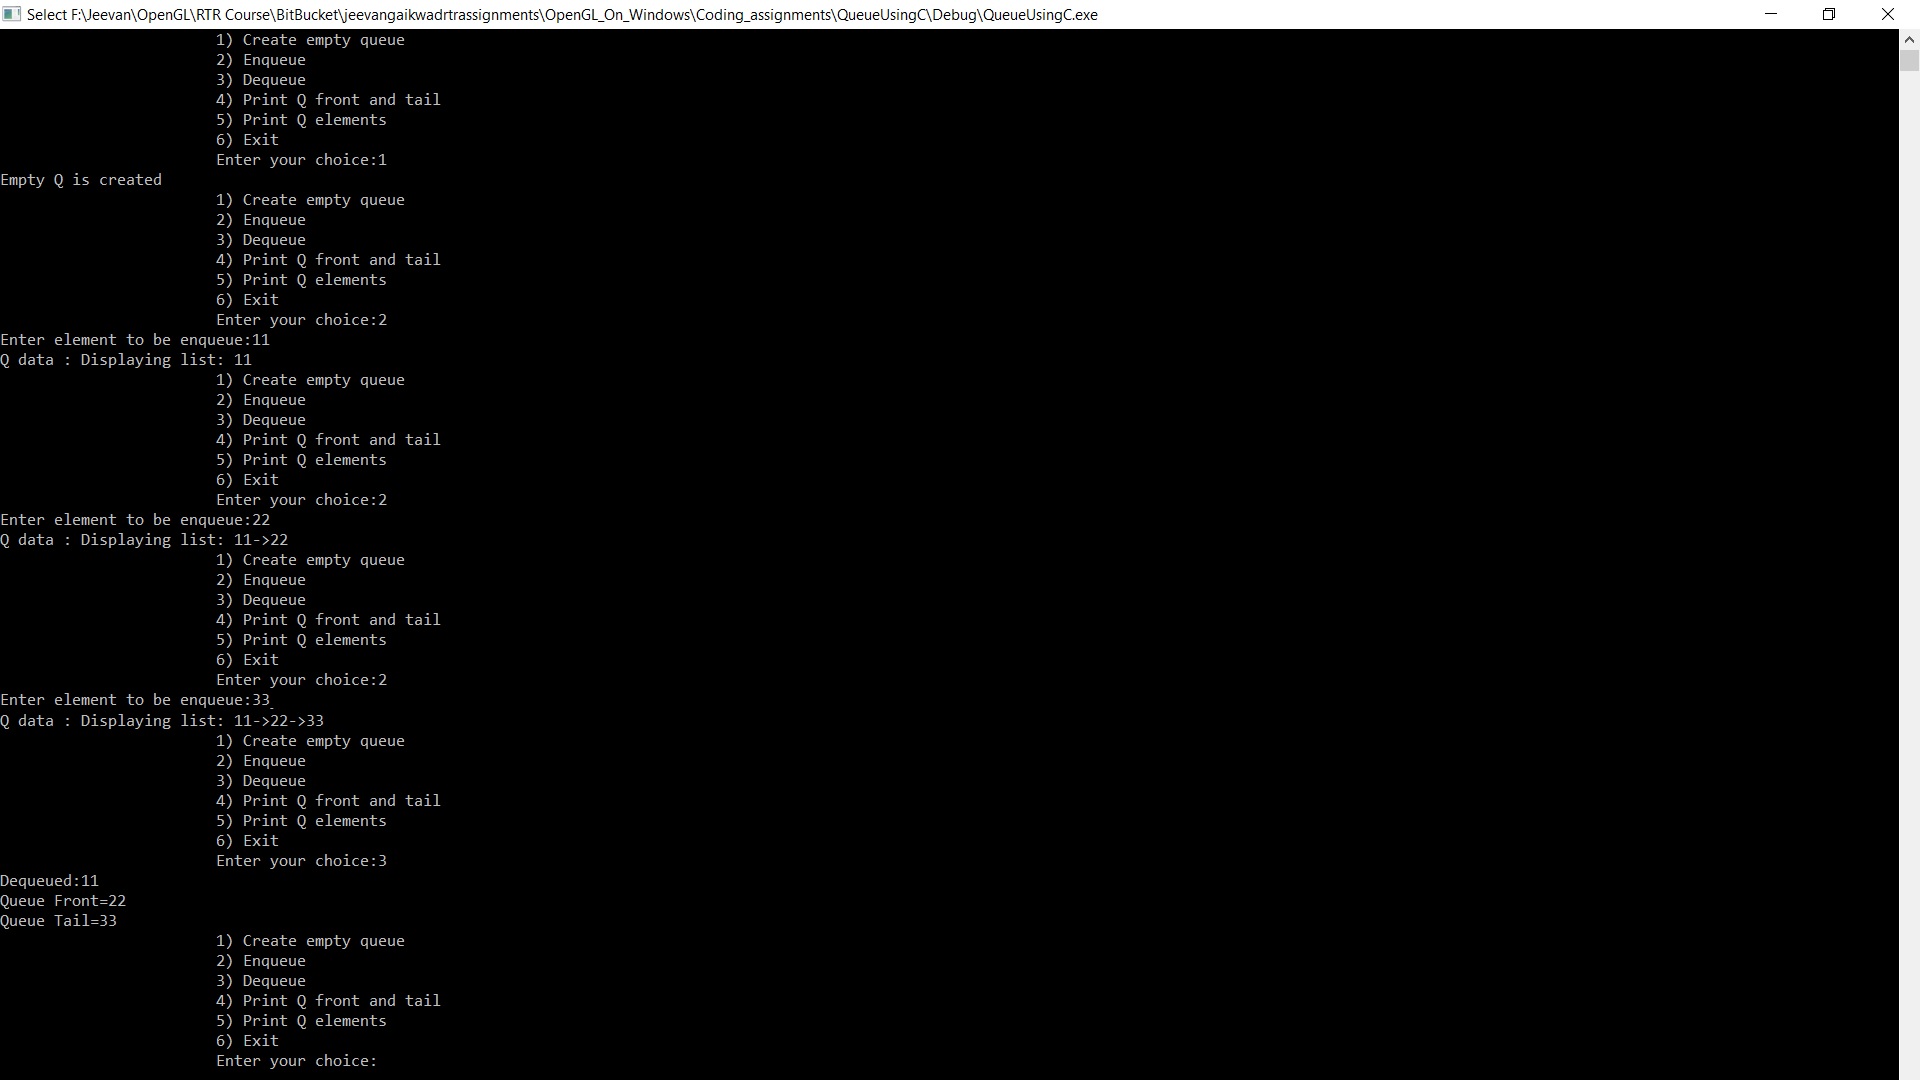 Select F:\Jeevan\OpenGL\RTR Course\BitBucket\jeevangaikwadrtrassignments\OpenGL_On_Windows\Coding_assignments\QueueUsingC\Debug\QueueUsingC.exe
1) Create empty queue
2) Enqueue
3) Dequeue
4) Print Q front and tail
5) Print Q elements
6) Exit
Enter your choice:1
Empty Q is created
1) Create empty queue
2) Enqueue
3) Dequeue
4) Print Q front and tail
5) Print Q elements
6) Exit
Enter your choice:2
Enter element to be enqueue:11
Q data : Displaying list: 11
1) Create empty queue
2) Enqueue
3) Dequeue
4) Print Q front and tail
5) Print Q elements
6) Exit
Enter your choice:2
Enter element to be enqueue:22
Q data : Displaying list: 11->22
1) Create empty queue
2) Enqueue
3) Dequeue
4) Print Q front and tail
5) Print Q elements
6) Exit
Enter your choice:2
Enter element to be enqueue:33
Q data : Displaying list: 11->22->33
1) Create empty queue
2) Enqueue
3) Dequeue
4) Print Q front and tail
5) Print Q elements
6) Exit
Enter your choice:3
Dequeued:11
Queue Front=22
Queue Tail=33
1) Create empty queue
2) Enqueue
3) Dequeue
4) Print Q front and tail
5) Print Q elements
6) Exit
Enter your choice: